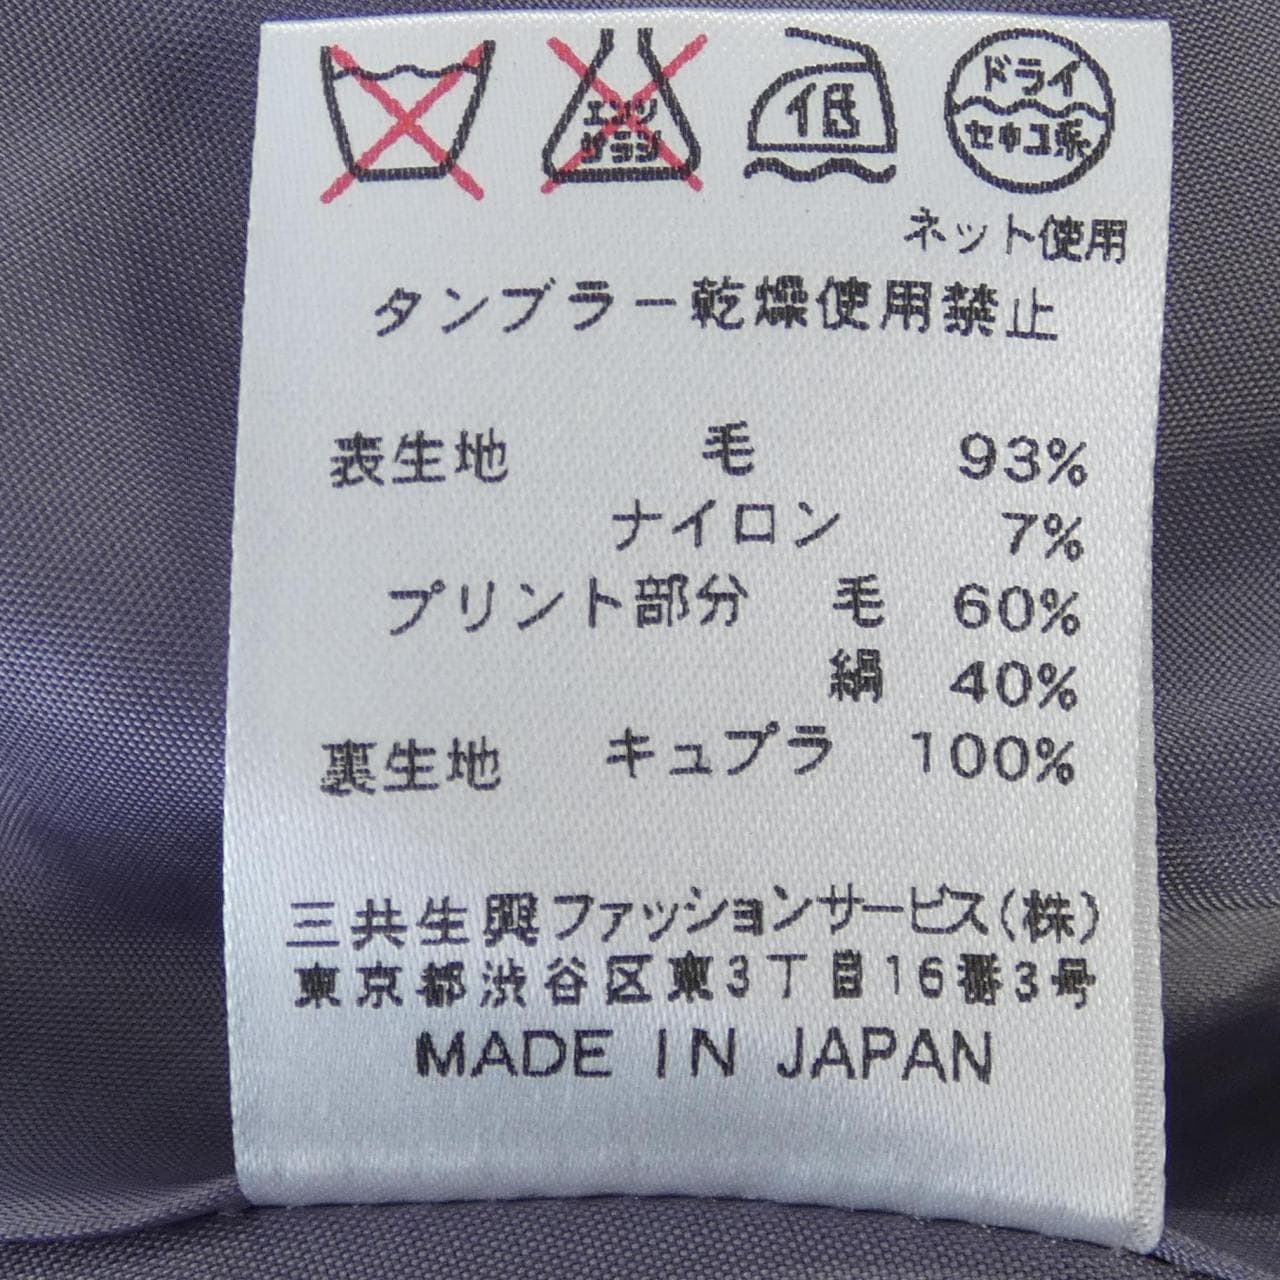 エンソ サラシ 低 ドライ セキユ系
ネット使用
タンブラー乾燥使用禁止
表生地 毛 93%
ナイロン 7%
プリント部分 毛 60%
絹 40%
裏生地 キュプラ 100%
三共生興ファッションサービス(株)
東京都渋谷区東3丁目16番3号
MADE IN JAPAN